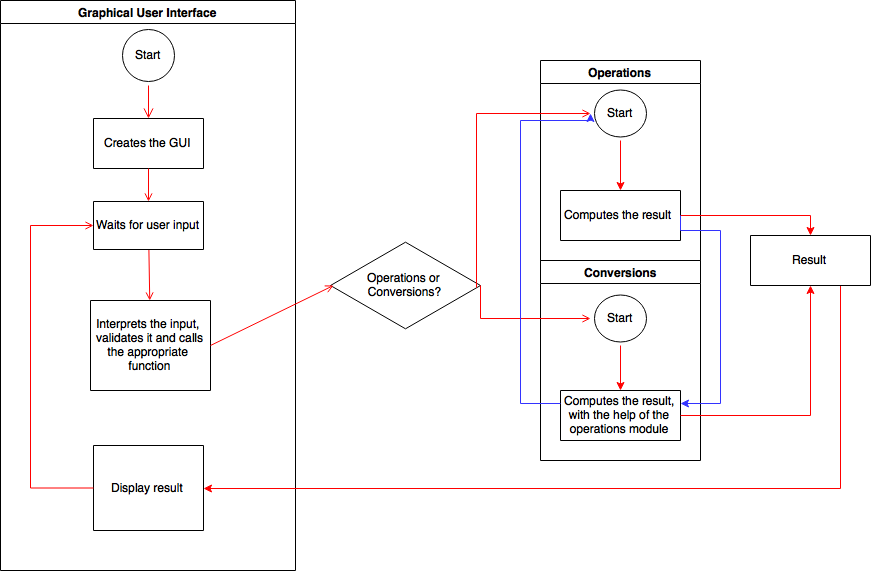 Graphical User Interface
Start
Creates the GUI
Waits for user input
Interprets the input,
validates it and calls
the appropriate
function
Display result
Operations or
Conversions?
Operations
Start
Computes the result
Conversions
Start
Computes the result,
with the help of the
operations module
Result